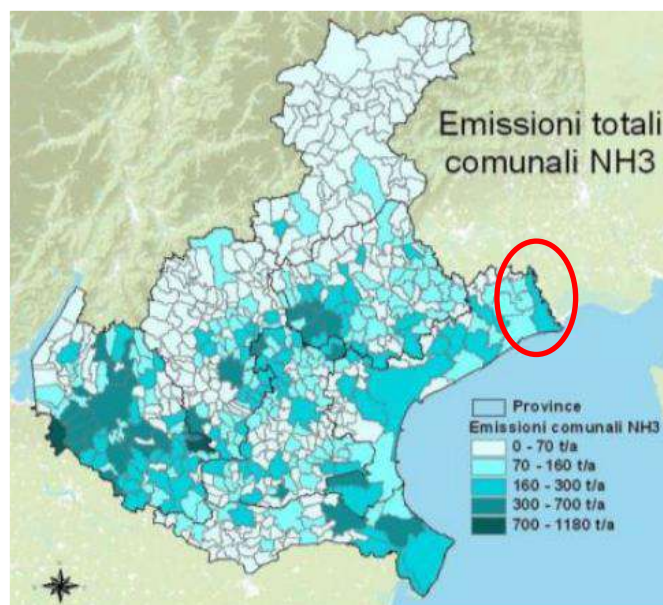 Emissioni totali
comunali NH3
Province
Emissioni comunali NH3
0 - 70 t/a
70 - 160 t/a
160 - 300 t/a
300 - 700 t/a
700 - 1180 t/a